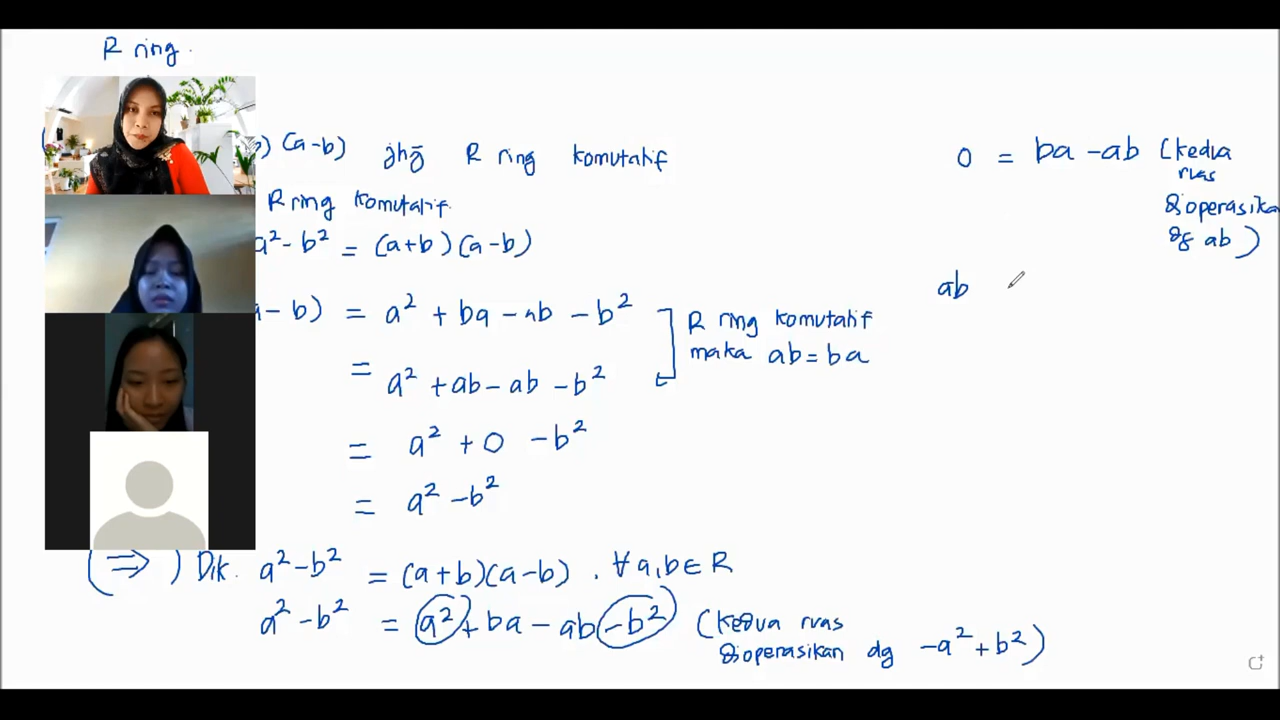 R ring.
) (a-b) jhj R ring komutatif
R ring komutatif.
a² - b² = (a+b)(a-b)
- b) = a² + ba - ab - b²
= a² + ab - ab - b²
R ring komutatif
maka ab = ba
= a² + 0 - b²
= a² - b²
(⇒) Dik. a² - b² = (a+b)(a-b). ∀ a,b ∈ R
a² - b² = a² + ba - ab - b² (kedua ruas
dioperasikan dg -a² + b²)
0 = ba - ab (kedua
ruas
dioperasika
dg ab)
ab